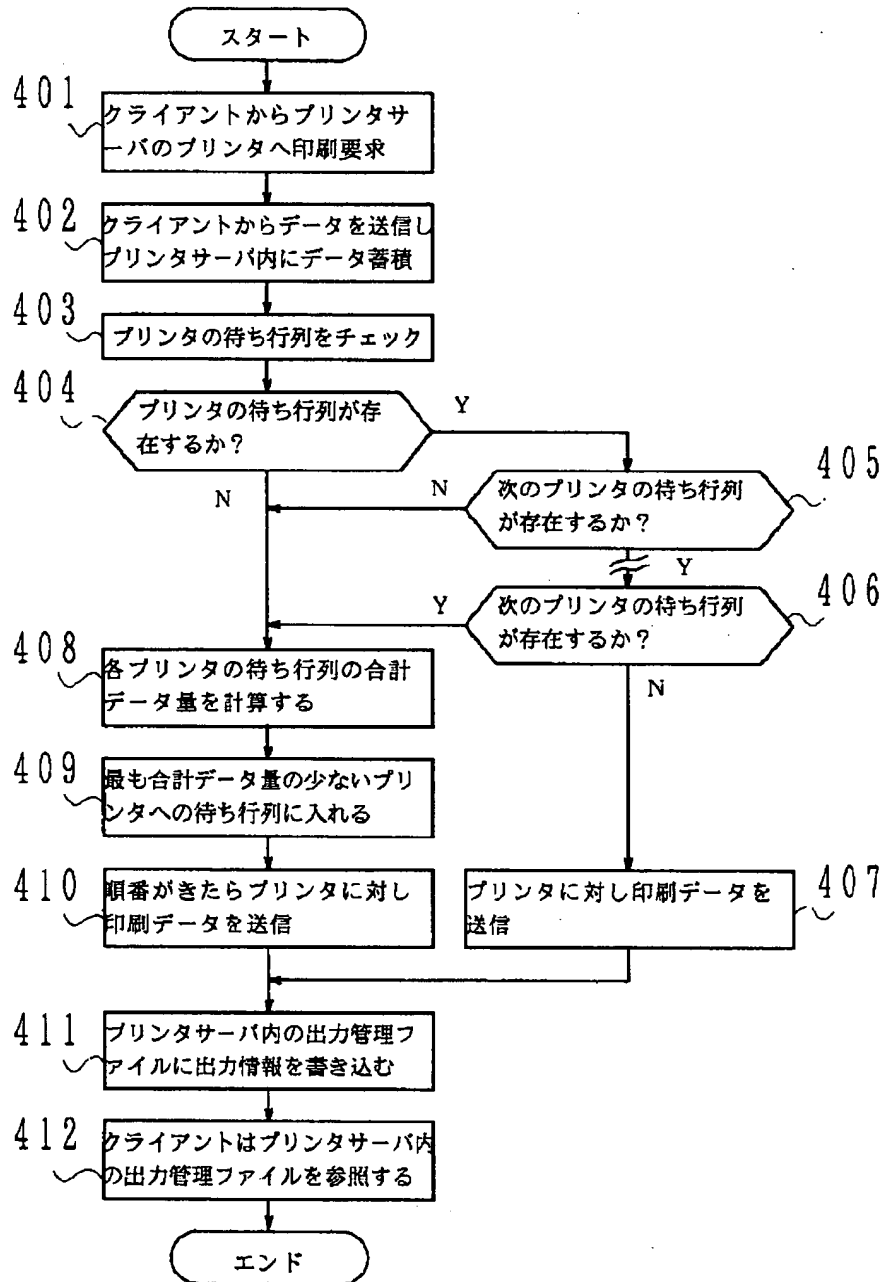 スタート
401
クライアントからプリンタサ
ーバのプリンタへ印刷要求
402
クライアントからデータを送信し
プリンタサーバ内にデータ蓄積
403
プリンタの待ち行列をチェック
404
プリンタの待ち行列が存
在するか?
Y
N
405
次のプリンタの待ち行列
が存在するか?
N
Y
406
次のプリンタの待ち行列
が存在するか?
Y
N
408
各プリンタの待ち行列の合計
データ量を計算する
409
最も合計データ量の少ないプリ
ンタへの待ち行列に入れる
410
順番がきたらプリンタに対し
印刷データを送信
407
プリンタに対し印刷データを
送信
411
プリンタサーバ内の出力管理フ
ァイルに出力情報を書き込む
412
クライアントはプリンタサーバ内
の出力管理ファイルを参照する
エンド